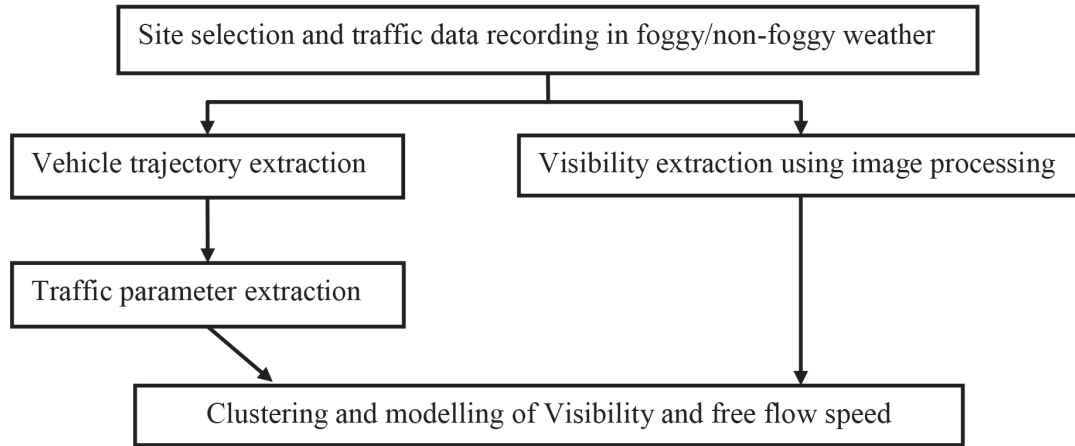 Site selection and traffic data recording in foggy/non-foggy weather
Vehicle trajectory extraction
Visibility extraction using image processing
Traffic parameter extraction
Clustering and modelling of Visibility and free flow speed